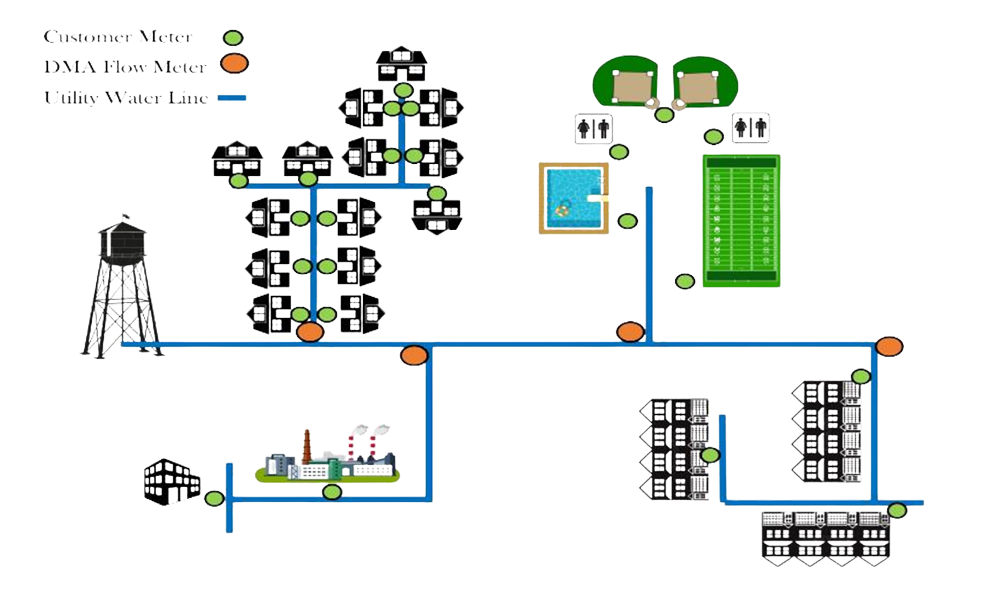 Customer Meter
DMA Flow Meter
Utility Water Line